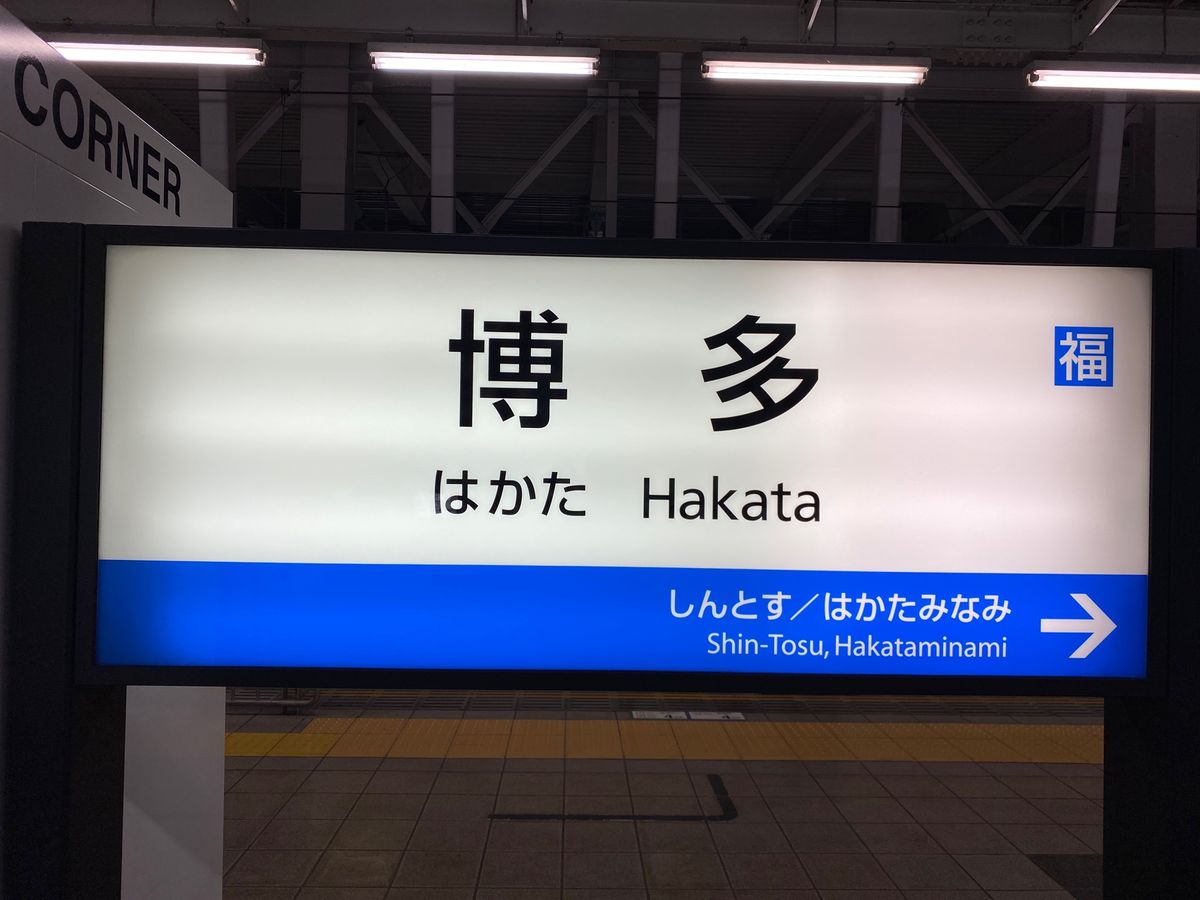 CORNER
博多
福
はかた Hakata
しんとす／はかたみなみ
Shin-Tosu, Hakataminami